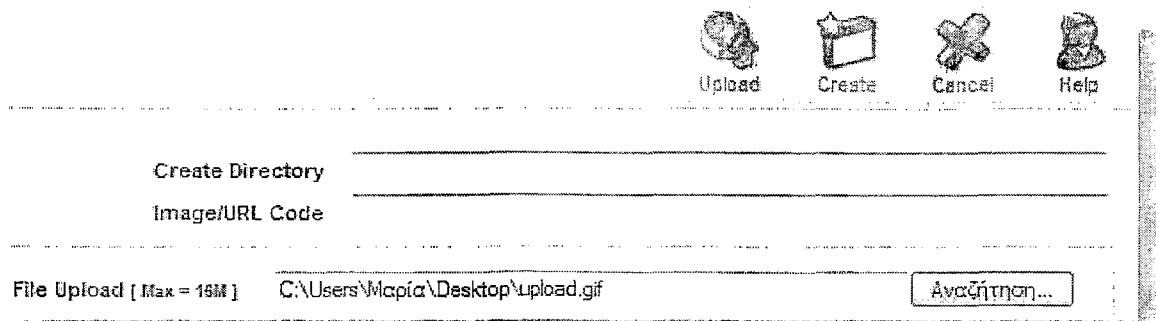 Upload Create Cancel Help
Create Directory
Image/URL Code
File Upload [ Max = 16M ] C:\Users\Μαρία\Desktop\upload.gif Αναζήτηση...